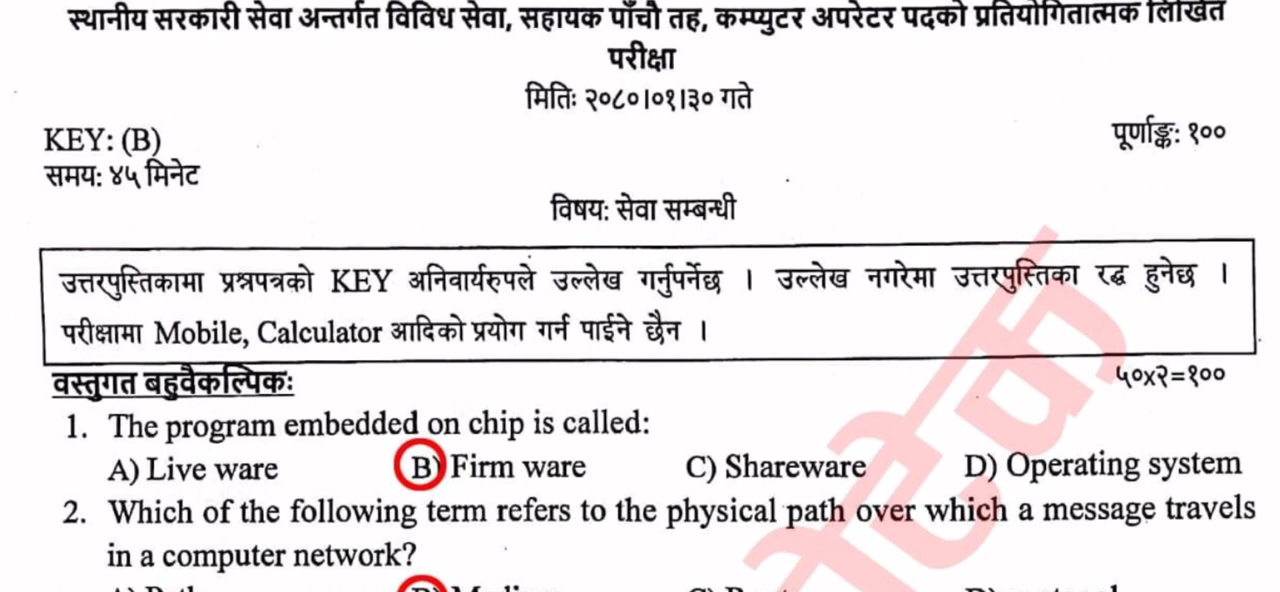 स्थानीय सरकारी सेवा अन्तर्गत विविध सेवा, सहायक पाँचौ तह, कम्प्युटर अपरेटर पदको प्रतियोगितात्मक लिखित
परीक्षा
मितिः २०८०।०१।३० गते
KEY: (B)
पूर्णाङ्क: १००
समय: ४५ मिनेट
विषय: सेवा सम्बन्धी
उत्तरपुस्तिकामा प्रश्नपत्रको KEY अनिवार्यरुपले उल्लेख गर्नुपर्नेछ । उल्लेख नगरेमा उत्तरपुस्तिका रद्ध हुनेछ ।
परीक्षामा Mobile, Calculator आदिको प्रयोग गर्न पाईने छैन ।
वस्तुगत बहुवैकल्पिकः
५०x२=१००
1. The program embedded on chip is called:
A) Live ware B) Firm ware C) Shareware D) Operating system
2. Which of the following term refers to the physical path over which a message travels
in a computer network?